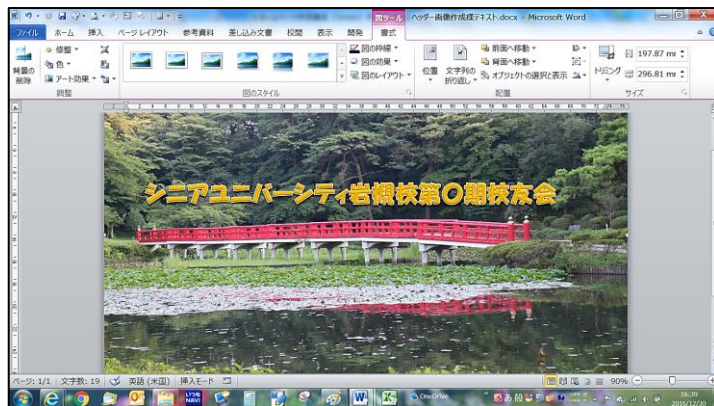 図ツール ヘッダー画像作成様テキスト.docx - Microsoft Word
ファイル ホーム 挿入 ページ レイアウト 参考資料 差し込み文書 校閲 表示 開発 書式
背景の削除
修整
色
アート効果
調整
図の枠線
図の効果
図のレイアウト
図のスタイル
位置
文字列の折り返し
前面へ移動
背面へ移動
オブジェクトの選択と表示
配置
トリミング
197.87 mm
296.81 mm
サイズ
シニアユニバーシティ岩槻校第〇期校友会
ページ: 1/1 文字数: 19 英語 (米国) 挿入モード 90%
OneDrive あ 般 16:39
2016/12/30